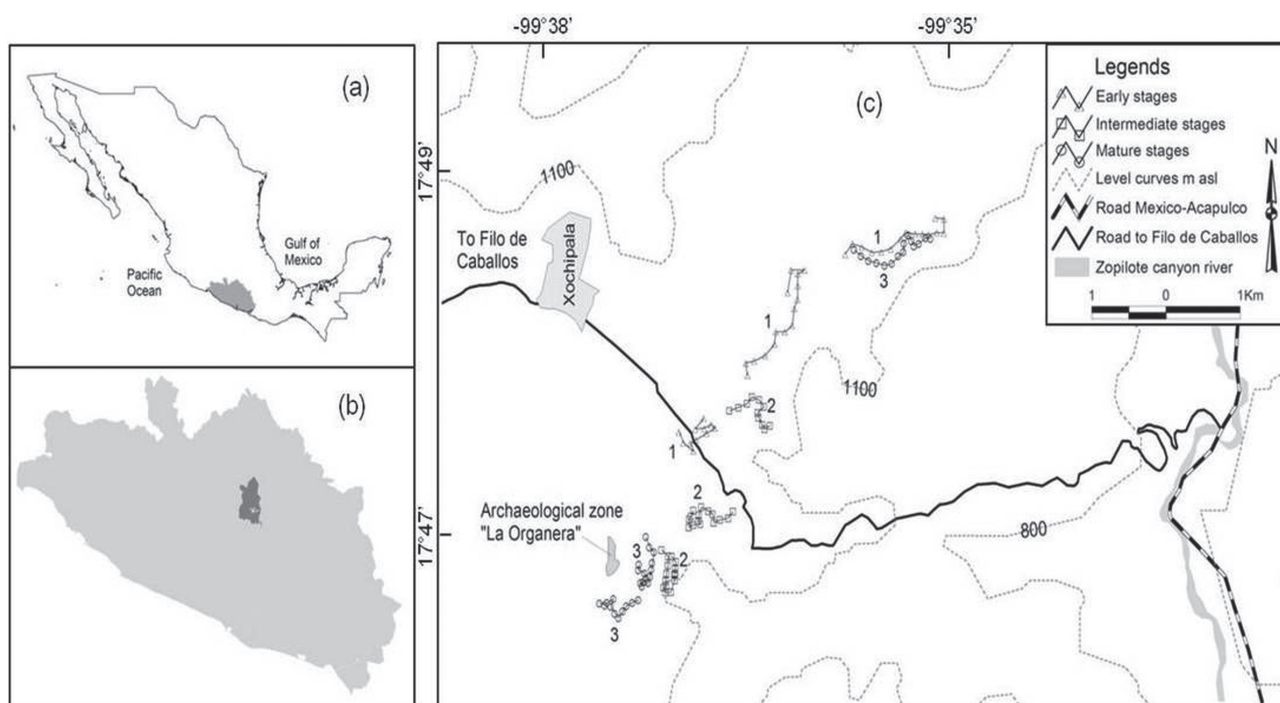 (a)
Gulf of
Mexico
Pacific
Ocean
(b)
-99°38’
-99°35’
(c)
17°49’
17°47’
1100
To Filo de
Caballos
Xochipala
1
3
1
1100
2
1
2
Archaeological zone
"La Organera"
3
2
3
800
Legends
Early stages
Intermediate stages
Mature stages
Level curves m asl
Road Mexico-Acapulco
Road to Filo de Caballos
Zopilote canyon river
N
1 0 1Km